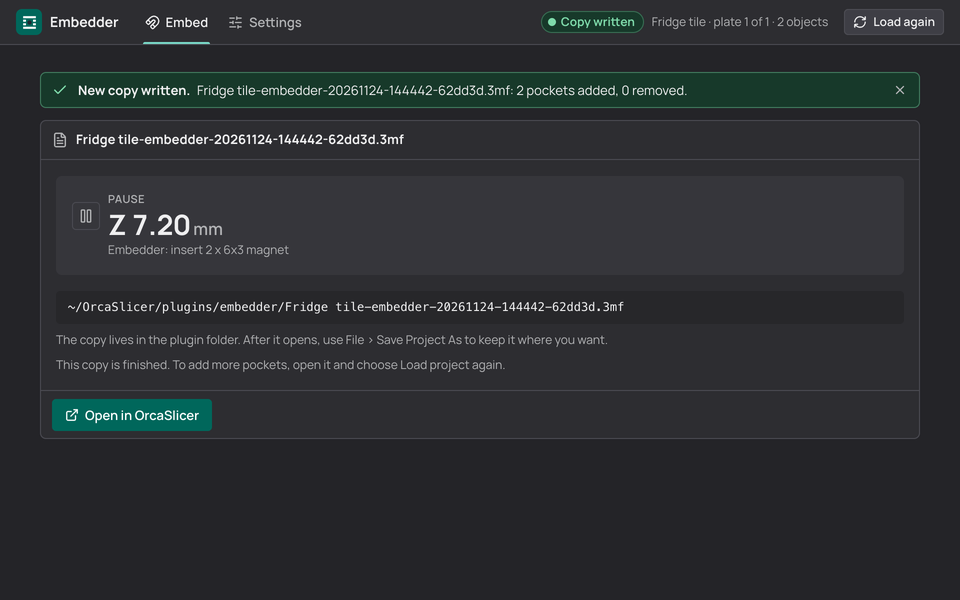 Embedder
Embed
Settings
Copy written
Fridge tile · plate 1 of 1 · 2 objects
Load again
New copy written. Fridge tile-embedder-20261124-144442-62dd3d.3mf: 2 pockets added, 0 removed.
Fridge tile-embedder-20261124-144442-62dd3d.3mf
PAUSE
Z 7.20 mm
Embedder: insert 2 x 6x3 magnet
~/OrcaSlicer/plugins/embedder/Fridge tile-embedder-20261124-144442-62dd3d.3mf
The copy lives in the plugin folder. After it opens, use File > Save Project As to keep it where you want.
This copy is finished. To add more pockets, open it and choose Load project again.
Open in OrcaSlicer